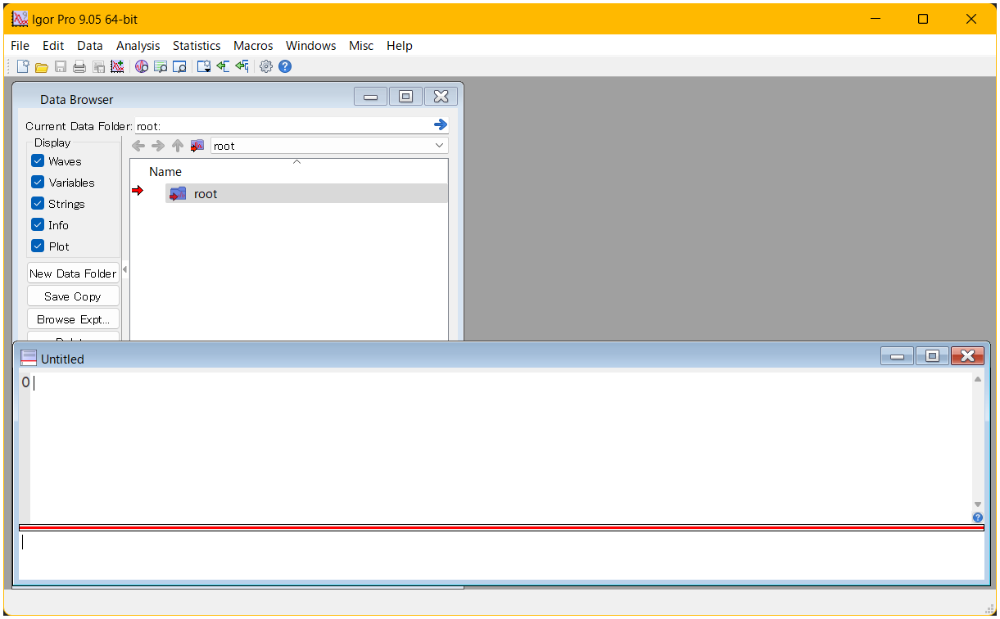 Igor Pro 9.05 64-bit
File Edit Data Analysis Statistics Macros Windows Misc Help
Data Browser
Current Data Folder: root:
Display
root
Waves
Variables
Strings
Info
Plot
Name
root
New Data Folder
Save Copy
Browse Expt...
Untitled
0